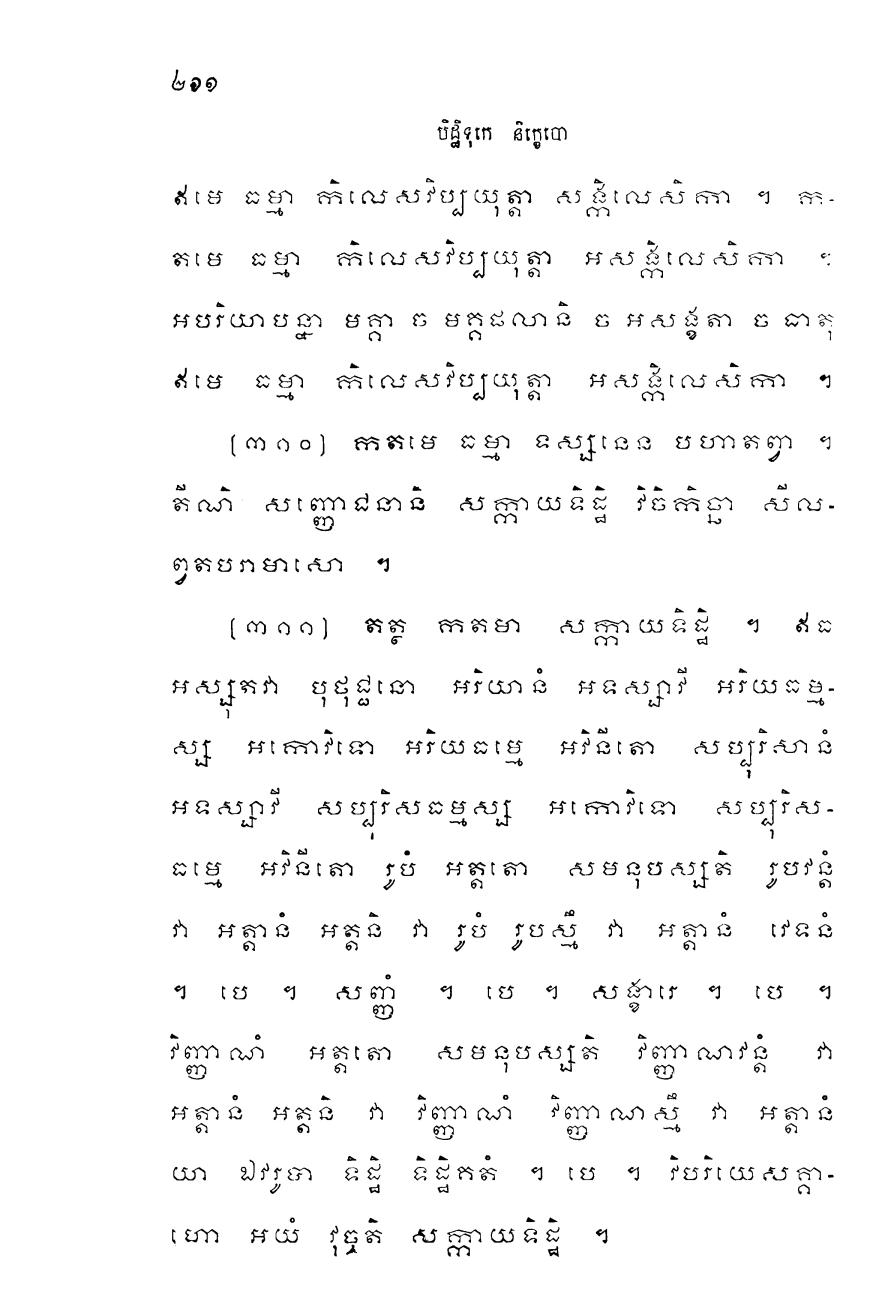 ២១១
បិដ្ឋិទុកេ និក្ខេបោ
ឥមេ ធម្មា កិលេសវិប្បយុត្តា សង្កិលេសិកា ។ ក-
តមេ ធម្មា កិលេសវិប្បយុត្តា អសង្កិលេសិកា ។
អបរិយាបន្នា មគ្គា ច មគ្គផលានិ ច អសង្ខតា ច ធាតុ
ឥមេ ធម្មា កិលេសវិប្បយុត្តា អសង្កិលេសិកា ។
[៣១០] កតមេ ធម្មា ទស្សនេន បហាតព្វា ។
តីណិ សញ្ញោជនានិ សក្កាយទិដ្ឋិ វិចិកិច្ឆា សីល-
ព្វតបរាមាសោ ។
[៣១១] តត្ថ កតមា សក្កាយទិដ្ឋិ ។ ឥធ
អស្សុតវា បុថុជ្ជនោ អរិយានំ អទស្សាវី អរិយធម្ម-
ស្ស អកោវិទោ អរិយធម្មេ អវិនីតោ សប្បុរិសានំ
អទស្សាវី សប្បុរិសធម្មស្ស អកោវិទោ សប្បុរិស-
ធម្មេ អវិនីតោ រូបំ អត្តតោ សមនុបស្សតិ រូបវន្តំ
វា អត្តានំ អត្តនិ វា រូបំ រូបស្មឹ វា អត្តានំ វេទនំ
។ បេ ។ សញ្ញំ ។ បេ ។ សង្ខារេ ។ បេ ។
វិញ្ញាណំ អត្តតោ សមនុបស្សតិ វិញ្ញាណវន្តំ វា
អត្តានំ អត្តនិ វា វិញ្ញាណំ វិញ្ញាណស្មឹ វា អត្តានំ
យា ឯវរូបា ទិដ្ឋិ ទិដ្ឋិគតំ ។ បេ ។ វិបរិយេសគ្គា-
ហោ អយំ វុច្ចតិ សក្កាយទិដ្ឋិ ។